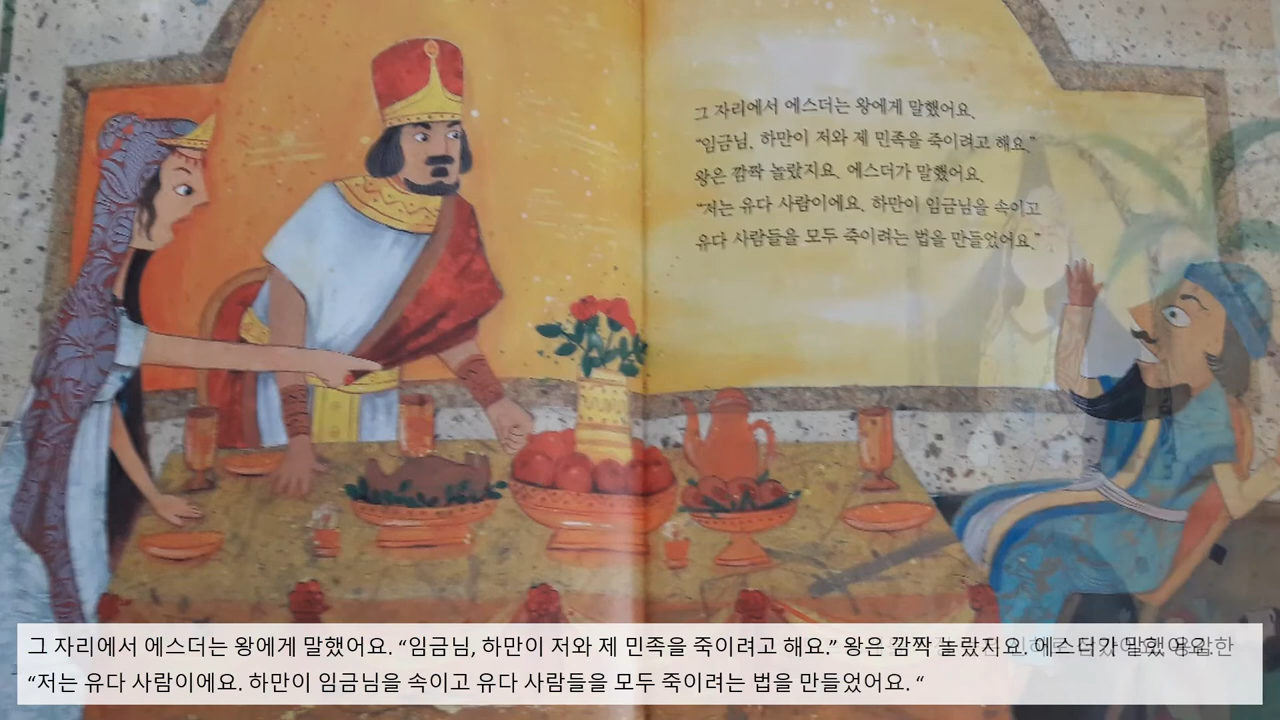 그 자리에서 에스더는 왕에게 말했어요.
“임금님, 하만이 저와 제 민족을 죽이려고 해요.”
왕은 깜짝 놀랐지요. 에스더가 말했어요.
“저는 유다 사람이에요. 하만이 임금님을 속이고
유다 사람들을 모두 죽이려는 법을 만들었어요.”
그 자리에서 에스더는 왕에게 말했어요. “임금님, 하만이 저와 제 민족을 죽이려고 해요.” 왕은 깜짝 놀랐지요. 에스더가 말했
“저는 유다 사람이에요. 하만이 임금님을 속이고 유다 사람들을 모두 죽이려는 법을 만들었어요. “